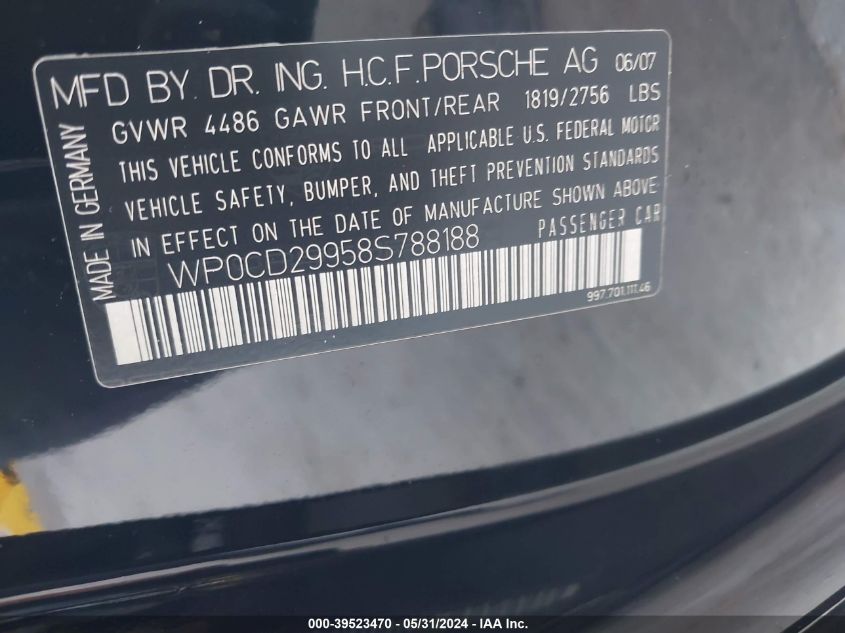 MFD BY DR. ING. H.C.F. PORSCHE AG 06/07
GVWR 4486 GAWR FRONT/REAR 1819/2756 LBS
THIS VEHICLE CONFORMS TO ALL APPLICABLE U.S. FEDERAL MOTOR
VEHICLE SAFETY, BUMPER, AND THEFT PREVENTION STANDARDS
IN EFFECT ON THE DATE OF MANUFACTURE SHOWN ABOVE
WP0CD29958S788188 PASSENGER CAR
997.701.111.46
MADE IN GERMANY
000-39523470 - 05/31/2024 - IAA Inc.